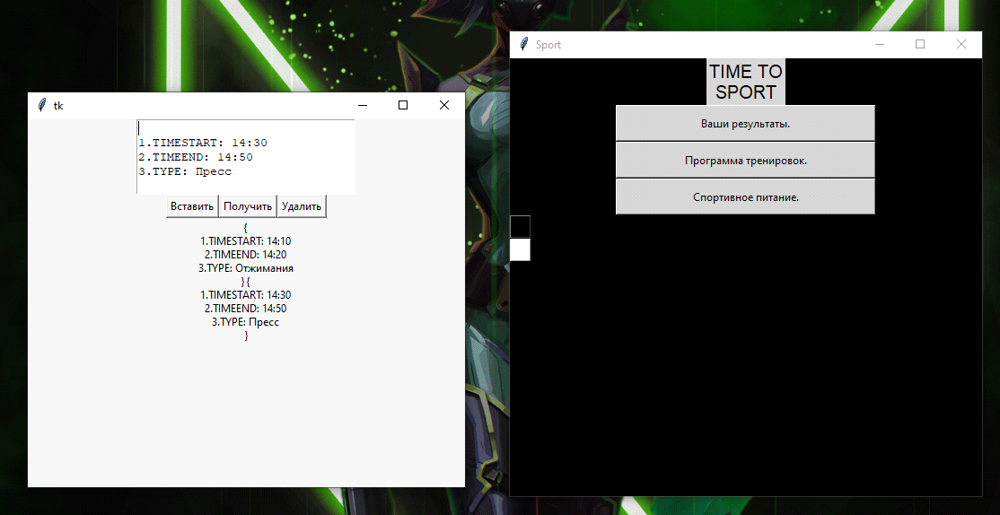 tk
1.TIMESTART: 14:30
2.TIMEEND: 14:50
3.TYPE: Пресс
Вставить Получить Удалить
{
1.TIMESTART: 14:10
2.TIMEEND: 14:20
3.TYPE: Отжимания
} {
1.TIMESTART: 14:30
2.TIMEEND: 14:50
3.TYPE: Пресс
}
Sport
TIME TO
SPORT
Ваши результаты.
Программа тренировок.
Спортивное питание.